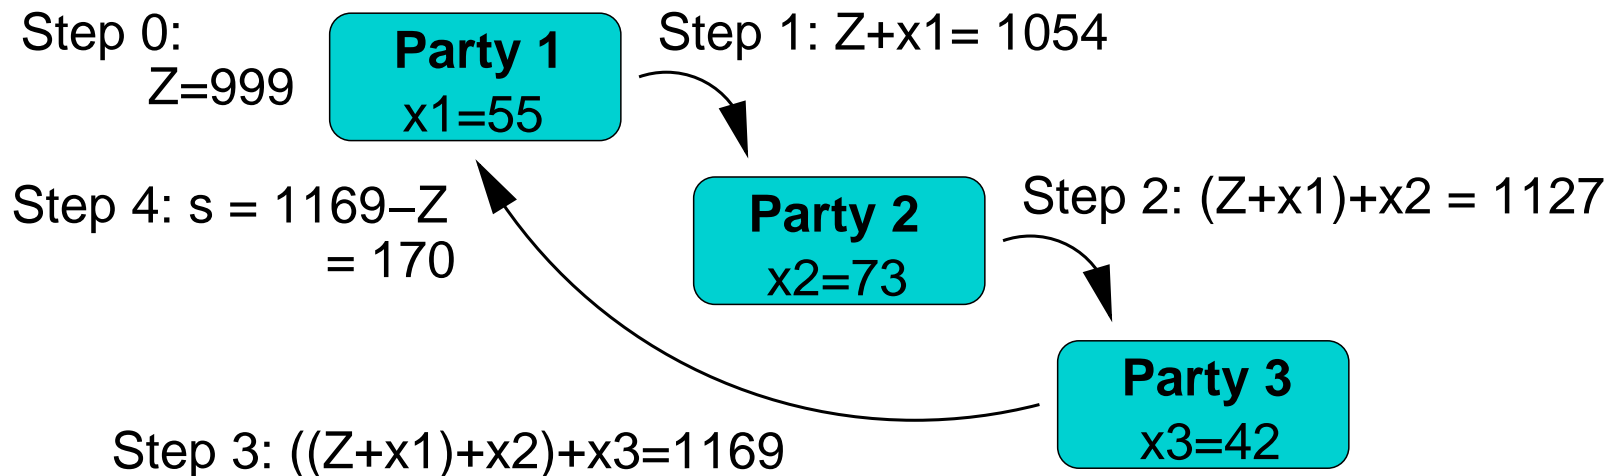 Step 0:
Z=999
Party 1
x1=55
Step 1: Z+x1= 1054
Step 4: s = 1169–Z
= 170
Party 2
x2=73
Step 2: (Z+x1)+x2 = 1127
Party 3
x3=42
Step 3: ((Z+x1)+x2)+x3=1169